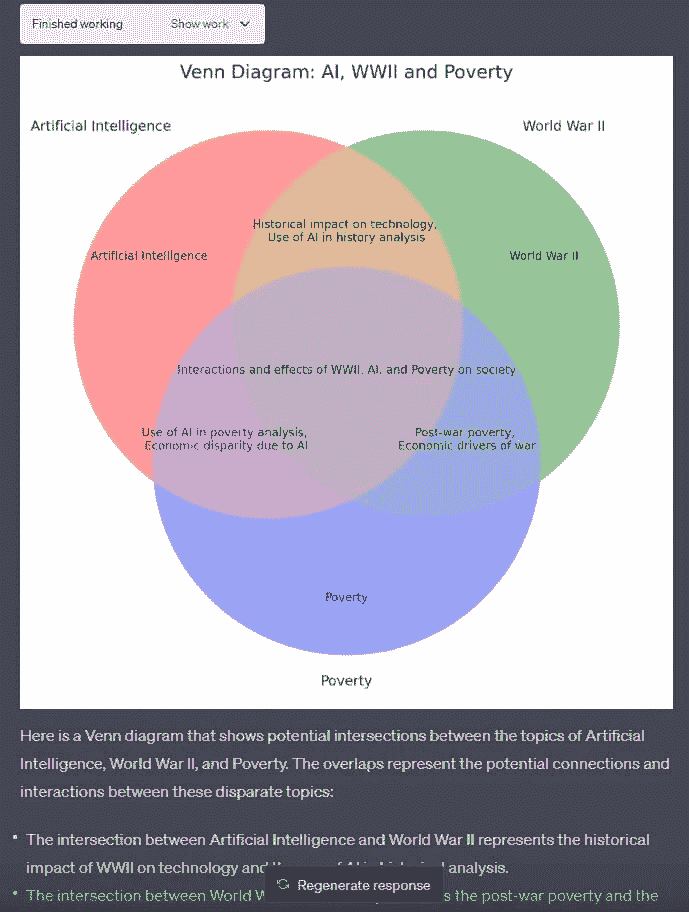 Finished working Show work
Venn Diagram: AI, WWII and Poverty
Artificial Intelligence World War II
Historical impact on technology,
Use of AI in history analysis
Artificial Intelligence World War II
Interactions and effects of WWII, AI, and Poverty on society
Use of AI in poverty analysis, Post-war poverty,
Economic disparity due to AI Economic drivers of war
Poverty
Poverty
Here is a Venn diagram that shows potential intersections between the topics of Artificial
Intelligence, World War II, and Poverty. The overlaps represent the potential connections and
interactions between these disparate topics:
• The intersection between Artificial Intelligence and World War II represents the historical
impact of WWII on technology and analysis.
Regenerate response
• The intersection between World the post-war poverty and the